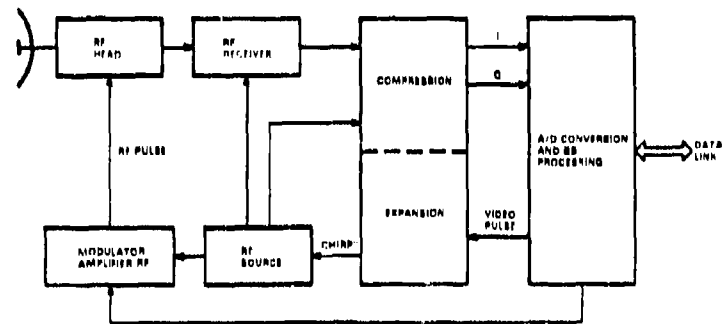 RF
HEAD
RF
RECEIVER
COMPRESSION
I
Q
A/D CONVERSION
AND BB
PROCESSING
DATA
LINK
RF PULSE
EXPANSION
VIDEO
PULSE
MODULATOR
AMPLIFIER RF
RF
SOURCE
CHIRP